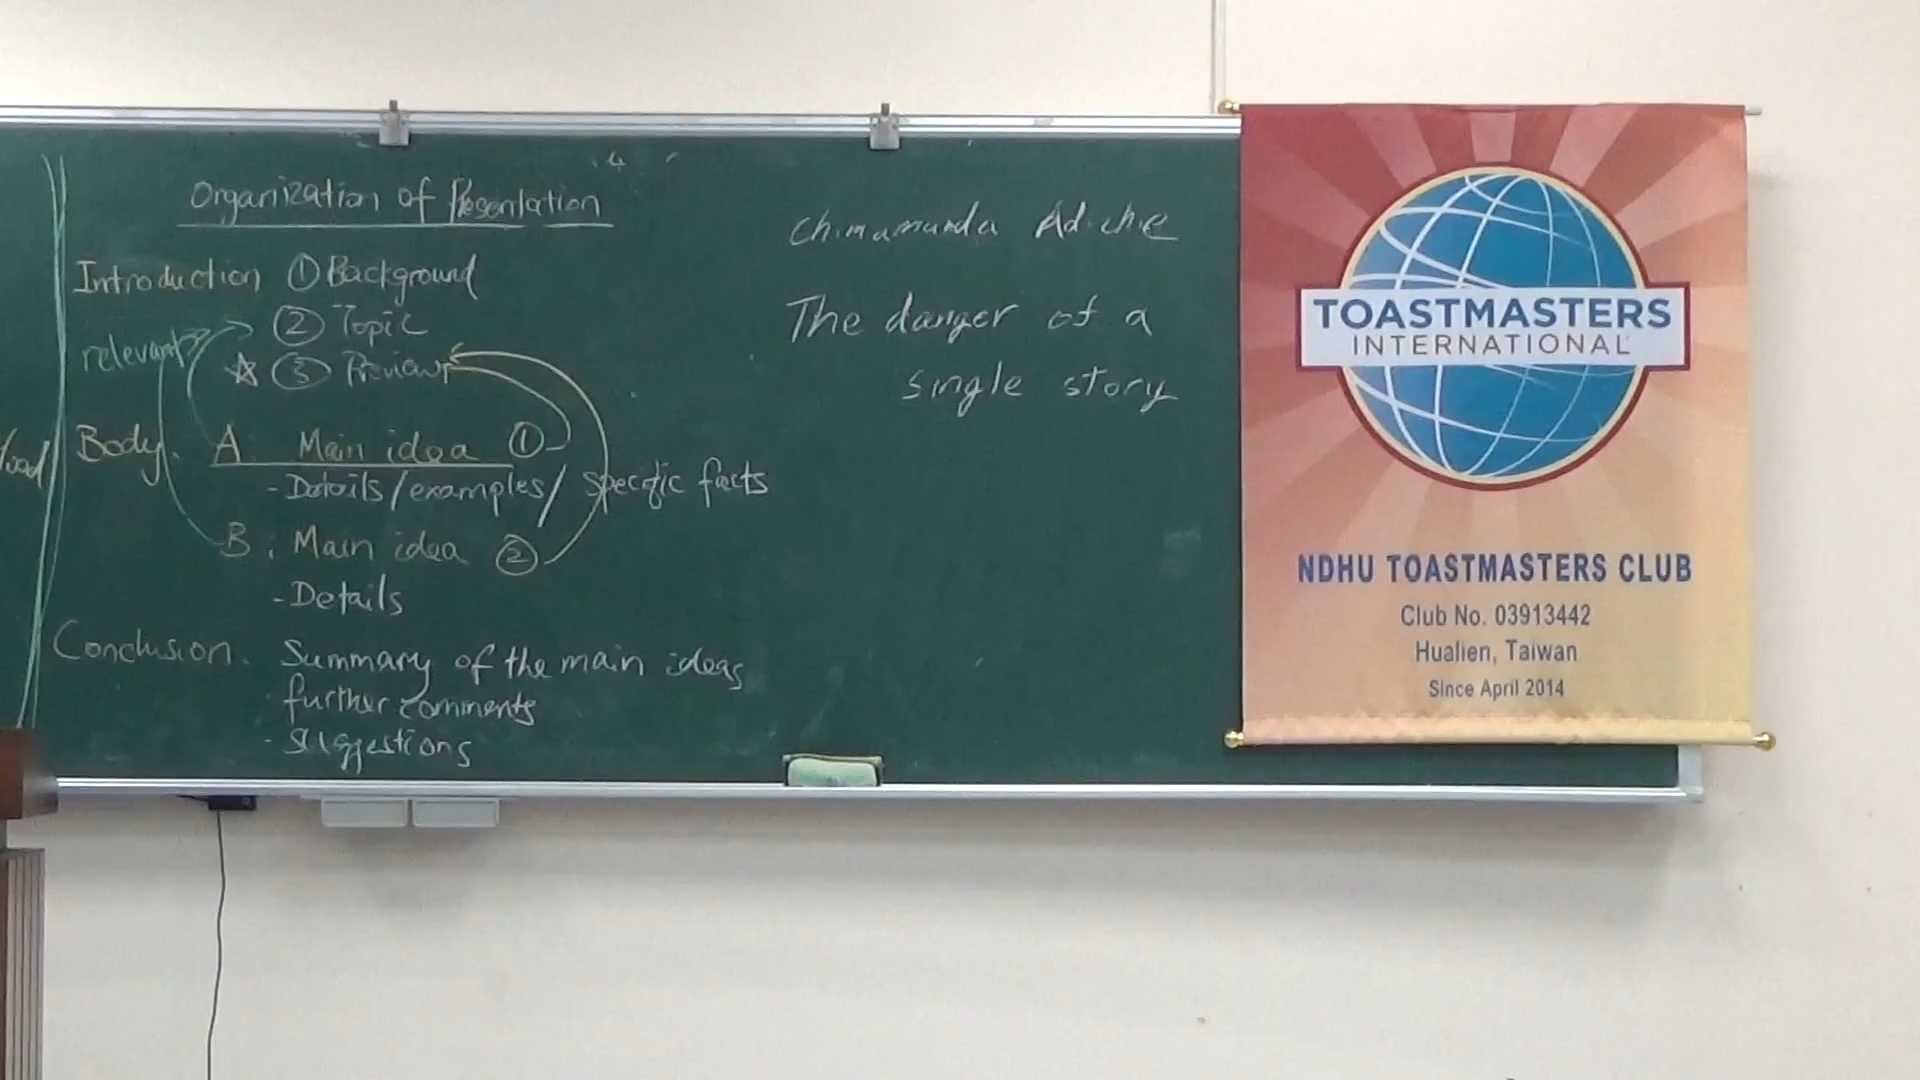 Organization of Presentation
Introduction ① Background
② Topic
relevant?
☆ ③ Preview
Body. A. Main idea ①
- Details/examples/ specific facts
B. Main idea ②
- Details
Conclusion. Summary of the main ideas
further comments
- suggestions
Chimamanda Adichie
The danger of a
single story
TOASTMASTERS
INTERNATIONAL
NDHU TOASTMASTERS CLUB
Club No. 03913442
Hualien, Taiwan
Since April 2014